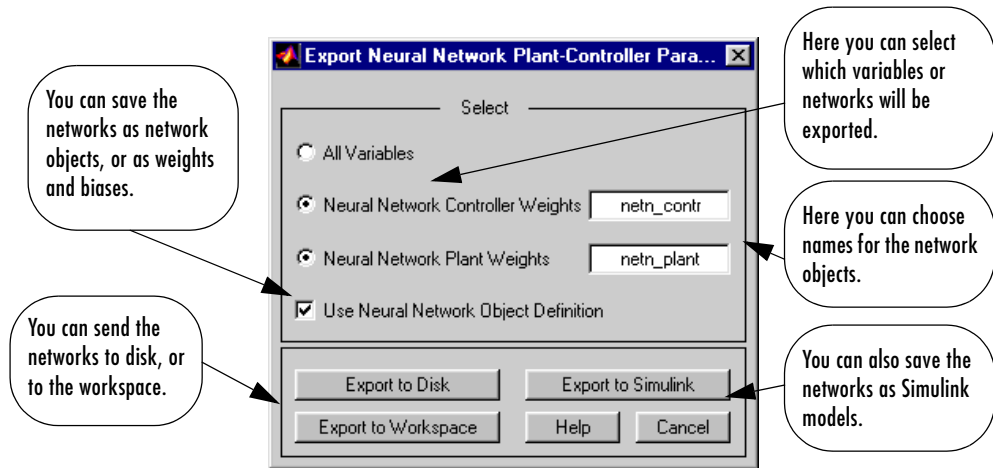 Export Neural Network Plant-Controller Para...
Select
All Variables
Neural Network Controller Weights
netn_contr
Neural Network Plant Weights
netn_plant
Use Neural Network Object Definition
Export to Disk
Export to Simulink
Export to Workspace
Help
Cancel
You can save the
networks as network
objects, or as weights
and biases.
You can send the
networks to disk, or
to the workspace.
Here you can select
which variables or
networks will be
exported.
Here you can choose
names for the network
objects.
You can also save the
networks as Simulink
models.